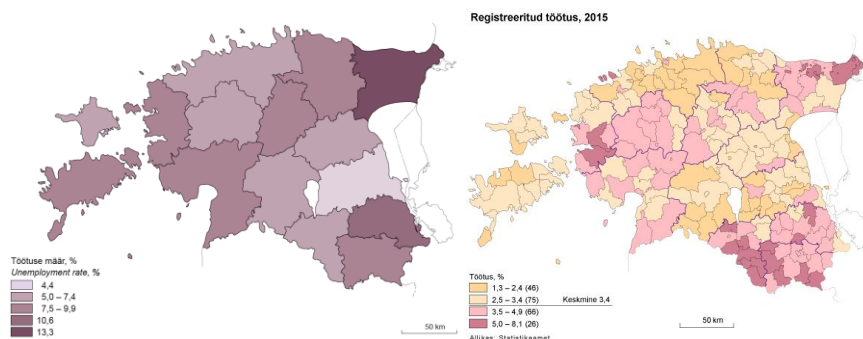 Registreeritud töötus, 2015
Töötuse määr, %
Unemployment rate, %
4,4
5,0 – 7,4
7,5 – 9,9
10,6
13,3
50 km
Töötus, %
1,3 – 2,4 (46)
2,5 – 3,4 (75)
Keskmine 3,4
3,5 – 4,9 (66)
5,0 – 8,1 (26)
50 km
Allikas: Statistikaamet